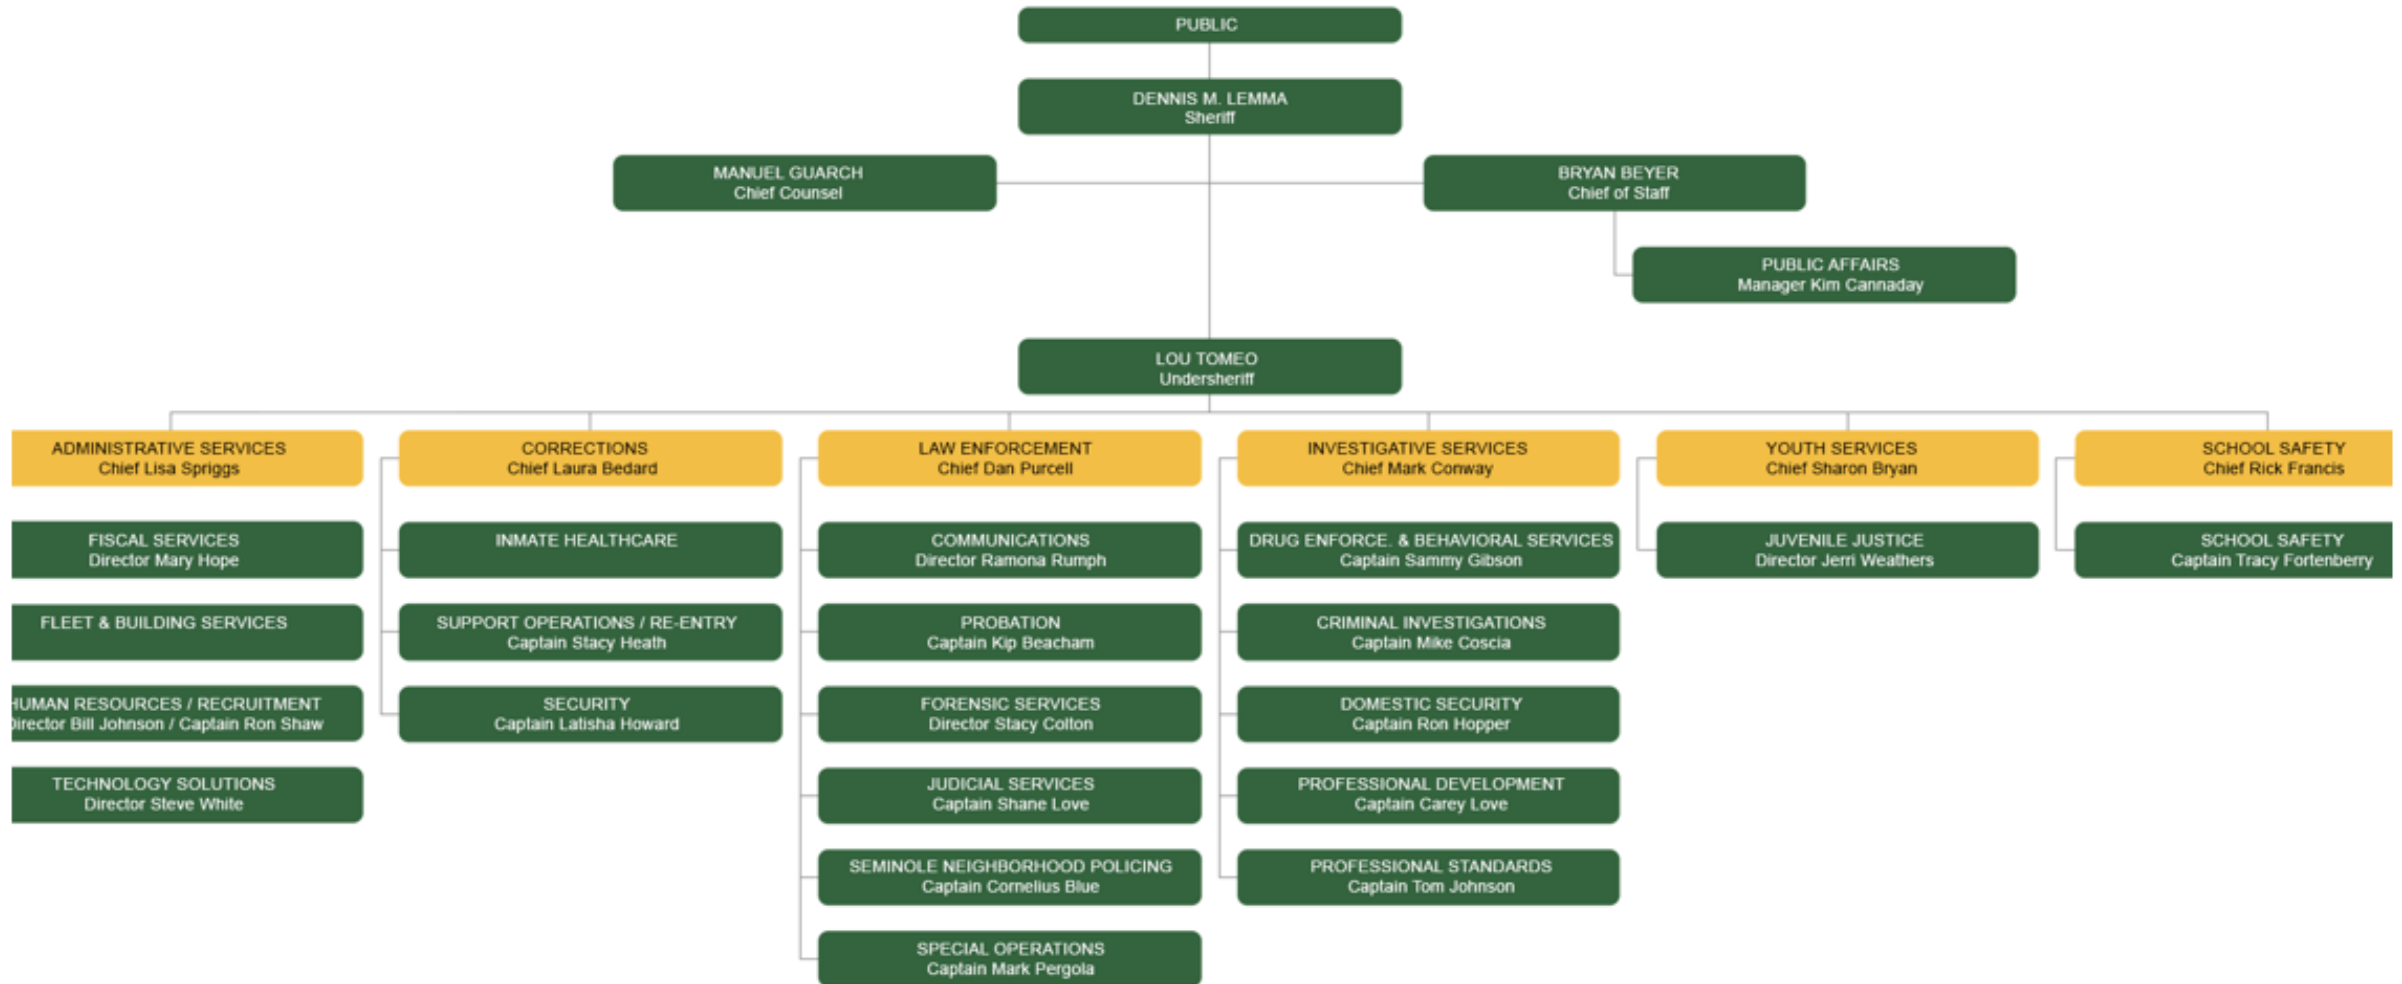 PUBLIC
DENNIS M. LEMMA
Sheriff
MANUEL GUARCH
Chief Counsel
BRYAN BEYER
Chief of Staff
PUBLIC AFFAIRS
Manager Kim Cannaday
LOU TOMEO
Undersheriff
ADMINISTRATIVE SERVICES
Chief Lisa Spriggs
FISCAL SERVICES
Director Mary Hope
FLEET & BUILDING SERVICES
HUMAN RESOURCES / RECRUITMENT
Director Bill Johnson / Captain Ron Shaw
TECHNOLOGY SOLUTIONS
Director Steve White
CORRECTIONS
Chief Laura Bedard
INMATE HEALTHCARE
SUPPORT OPERATIONS / RE-ENTRY
Captain Stacy Heath
SECURITY
Captain Latisha Howard
LAW ENFORCEMENT
Chief Dan Purcell
COMMUNICATIONS
Director Ramona Rumph
PROBATION
Captain Kip Beacham
FORENSIC SERVICES
Director Stacy Colton
JUDICIAL SERVICES
Captain Shane Love
SEMINOLE NEIGHBORHOOD POLICING
Captain Cornelius Blue
SPECIAL OPERATIONS
Captain Mark Pergola
INVESTIGATIVE SERVICES
Chief Mark Conway
DRUG ENFORCE. & BEHAVIORAL SERVICES
Captain Sammy Gibson
CRIMINAL INVESTIGATIONS
Captain Mike Coscia
DOMESTIC SECURITY
Captain Ron Hopper
PROFESSIONAL DEVELOPMENT
Captain Carey Love
PROFESSIONAL STANDARDS
Captain Tom Johnson
YOUTH SERVICES
Chief Sharon Bryan
JUVENILE JUSTICE
Director Jerri Weathers
SCHOOL SAFETY
Chief Rick Francis
SCHOOL SAFETY
Captain Tracy Fortenberry